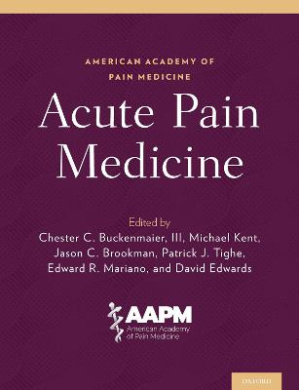 AMERICAN ACADEMY OF
PAIN MEDICINE
Acute Pain
Medicine
Edited by
Chester C. Buckenmaier, III, Michael Kent,
Jason C. Brookman, Patrick J. Tighe,
Edward R. Mariano, and David Edwards
AAPM
American Academy
of Pain Medicine
OXFORD